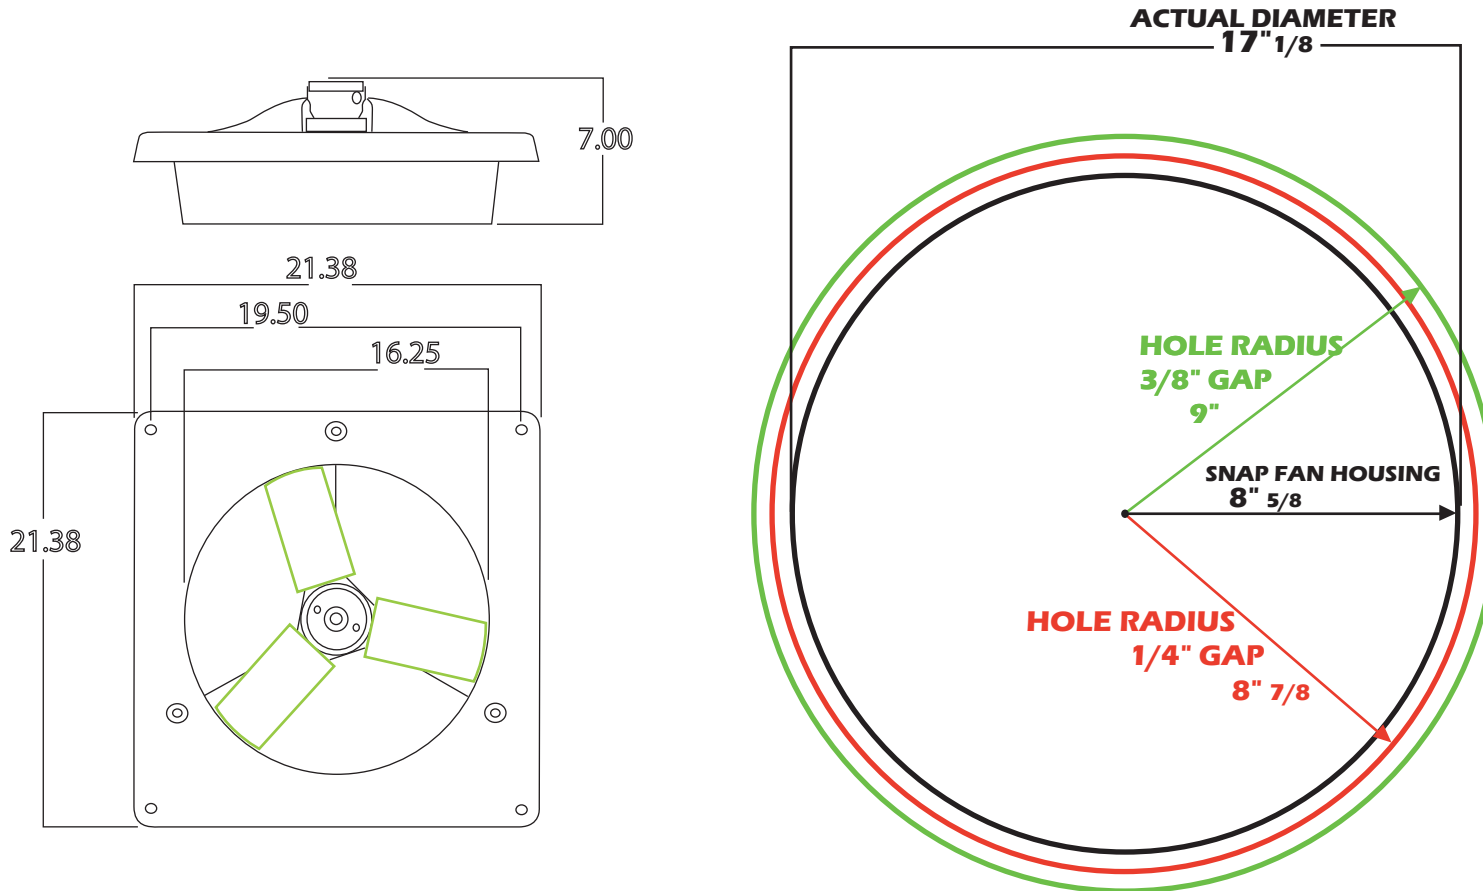 7.00
21.38
19.50
16.25
21.38
ACTUAL DIAMETER
17" 1/8
HOLE RADIUS
3/8" GAP
9"
SNAP FAN HOUSING
8" 5/8
HOLE RADIUS
1/4" GAP
8" 7/8